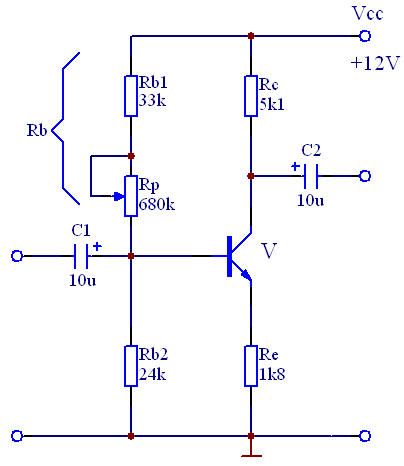 Vcc
+12V
Rb1
33k
Rc
5k1
Rb
C2
10u
Rp
680k
C1
10u
V
Rb2
24k
Re
1k8